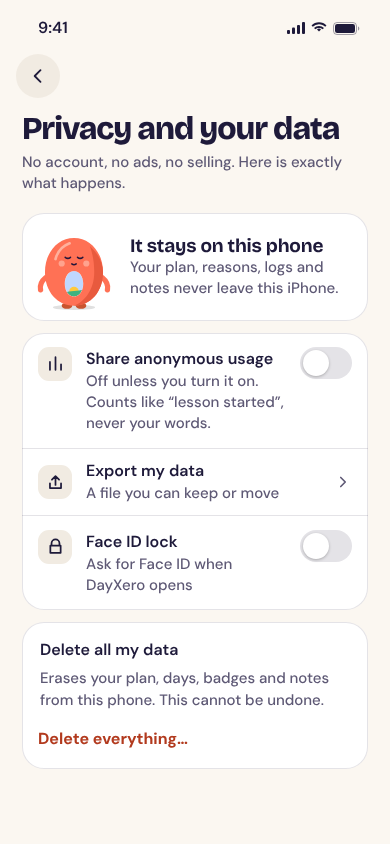 9:41
Privacy and your data
No account, no ads, no selling. Here is exactly
what happens.
It stays on this phone
Your plan, reasons, logs and
notes never leave this iPhone.
Share anonymous usage
Off unless you turn it on.
Counts like “lesson started”,
never your words.
Export my data
A file you can keep or move
Face ID lock
Ask for Face ID when
DayXero opens
Delete all my data
Erases your plan, days, badges and notes
from this phone. This cannot be undone.
Delete everything…